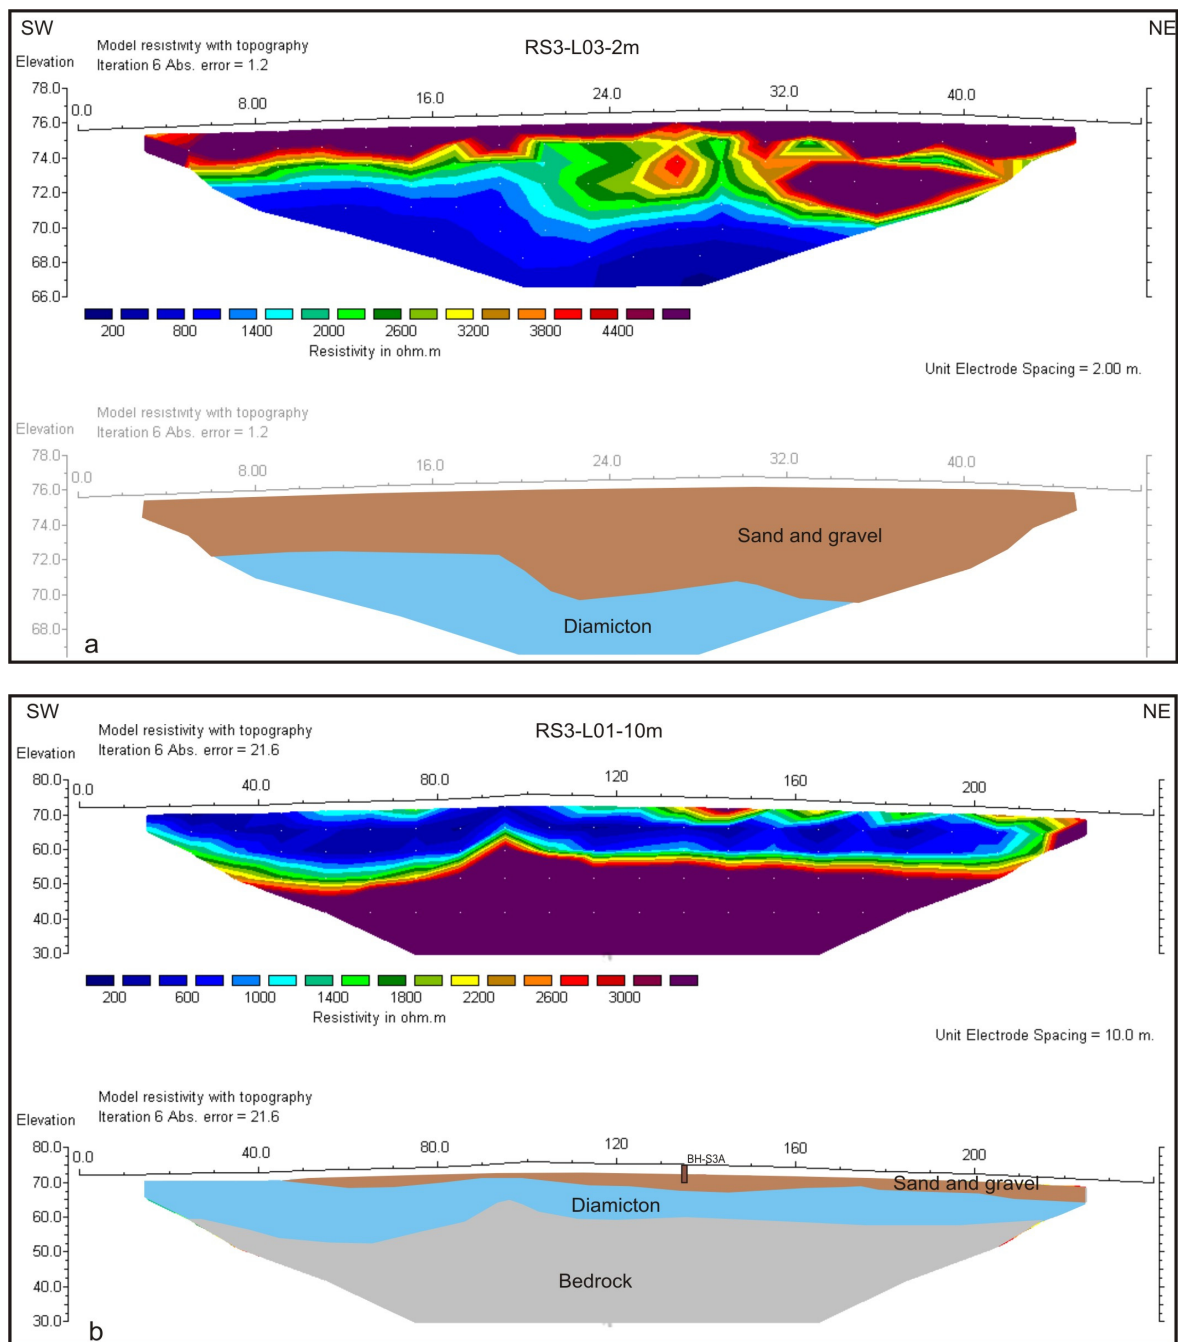 SW
NE
Model resistivity with topography
RS3-L03-2m
Elevation
Iteration 6 Abs. error = 1.2
78.0
0.0 8.00 16.0 24.0 32.0 40.0
76.0
74.0
72.0
70.0
68.0
66.0
200 800 1400 2000 2600 3200 3800 4400
Resistivity in ohm.m
Unit Electrode Spacing = 2.00 m.
Model resistivity with topography
Elevation
Iteration 6 Abs. error = 1.2
78.0
0.0 8.00 16.0 24.0 32.0 40.0
76.0
74.0
Sand and gravel
72.0
70.0
68.0
Diamicton
a
SW
NE
Model resistivity with topography
RS3-L01-10m
Elevation
Iteration 6 Abs. error = 21.6
80.0
0.0 40.0 80.0 120 160 200
70.0
60.0
50.0
40.0
30.0
200 600 1000 1400 1800 2200 2600 3000
Resistivity in ohm.m
Unit Electrode Spacing = 10.0 m.
Model resistivity with topography
Iteration 6 Abs. error = 21.6
Elevation
80.0
0.0 40.0 80.0 120 160 200
BH-S3A
70.0
Sand and gravel
Diamicton
60.0
50.0
Bedrock
40.0
30.0
b